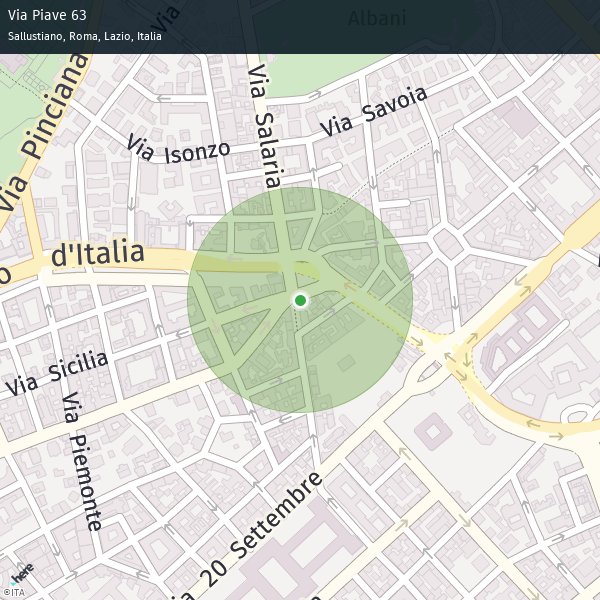 Via Piave 63
Sallustiano, Roma, Lazio, Italia
Albani
Via
Via Pinciana
Via Salaria
Via Savoia
Via Isonzo
d'Italia
o
Via Sicilia
Via Piemonte
a 20 Settembre
e
here
©ITA